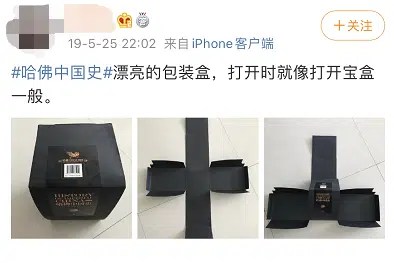 19-5-25 22:02 来自iPhone客户端
+关注
#哈佛中国史#漂亮的包装盒，打开时就像打开宝盒
一般。
HISTORY
CHINA